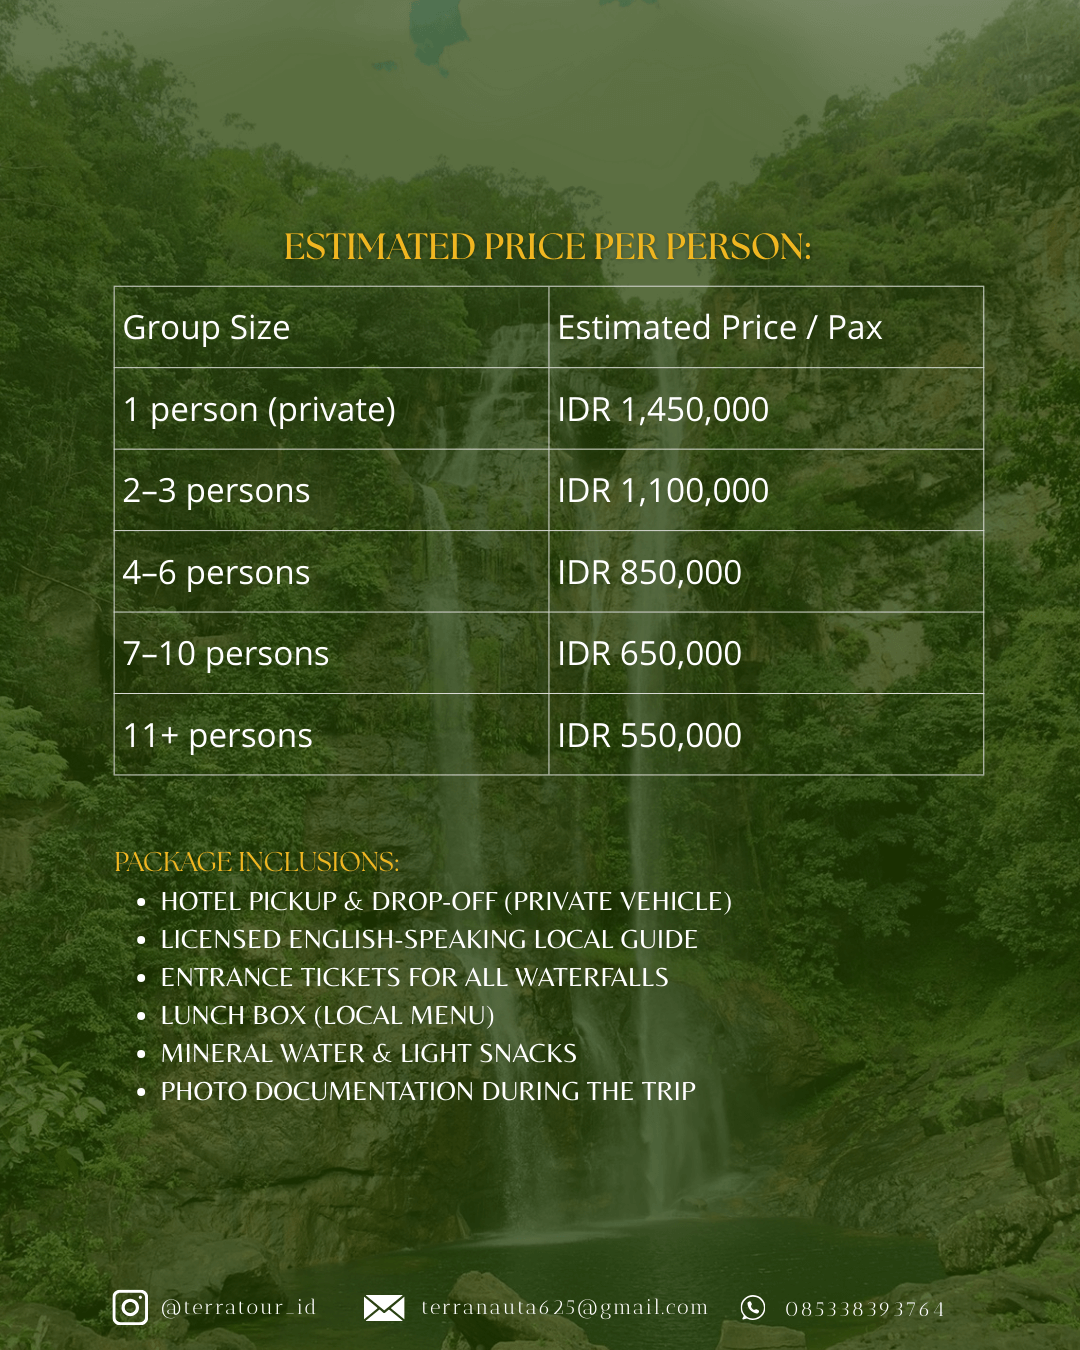 ESTIMATED PRICE PER PERSON:
Group Size Estimated Price / Pax
1 person (private) IDR 1,450,000
2–3 persons IDR 1,100,000
4–6 persons IDR 850,000
7–10 persons IDR 650,000
11+ persons IDR 550,000
PACKAGE INCLUSIONS:
• HOTEL PICKUP & DROP-OFF (PRIVATE VEHICLE)
• LICENSED ENGLISH-SPEAKING LOCAL GUIDE
• ENTRANCE TICKETS FOR ALL WATERFALLS
• LUNCH BOX (LOCAL MENU)
• MINERAL WATER & LIGHT SNACKS
• PHOTO DOCUMENTATION DURING THE TRIP
@terratour_id terranauta625@gmail.com 085338393764